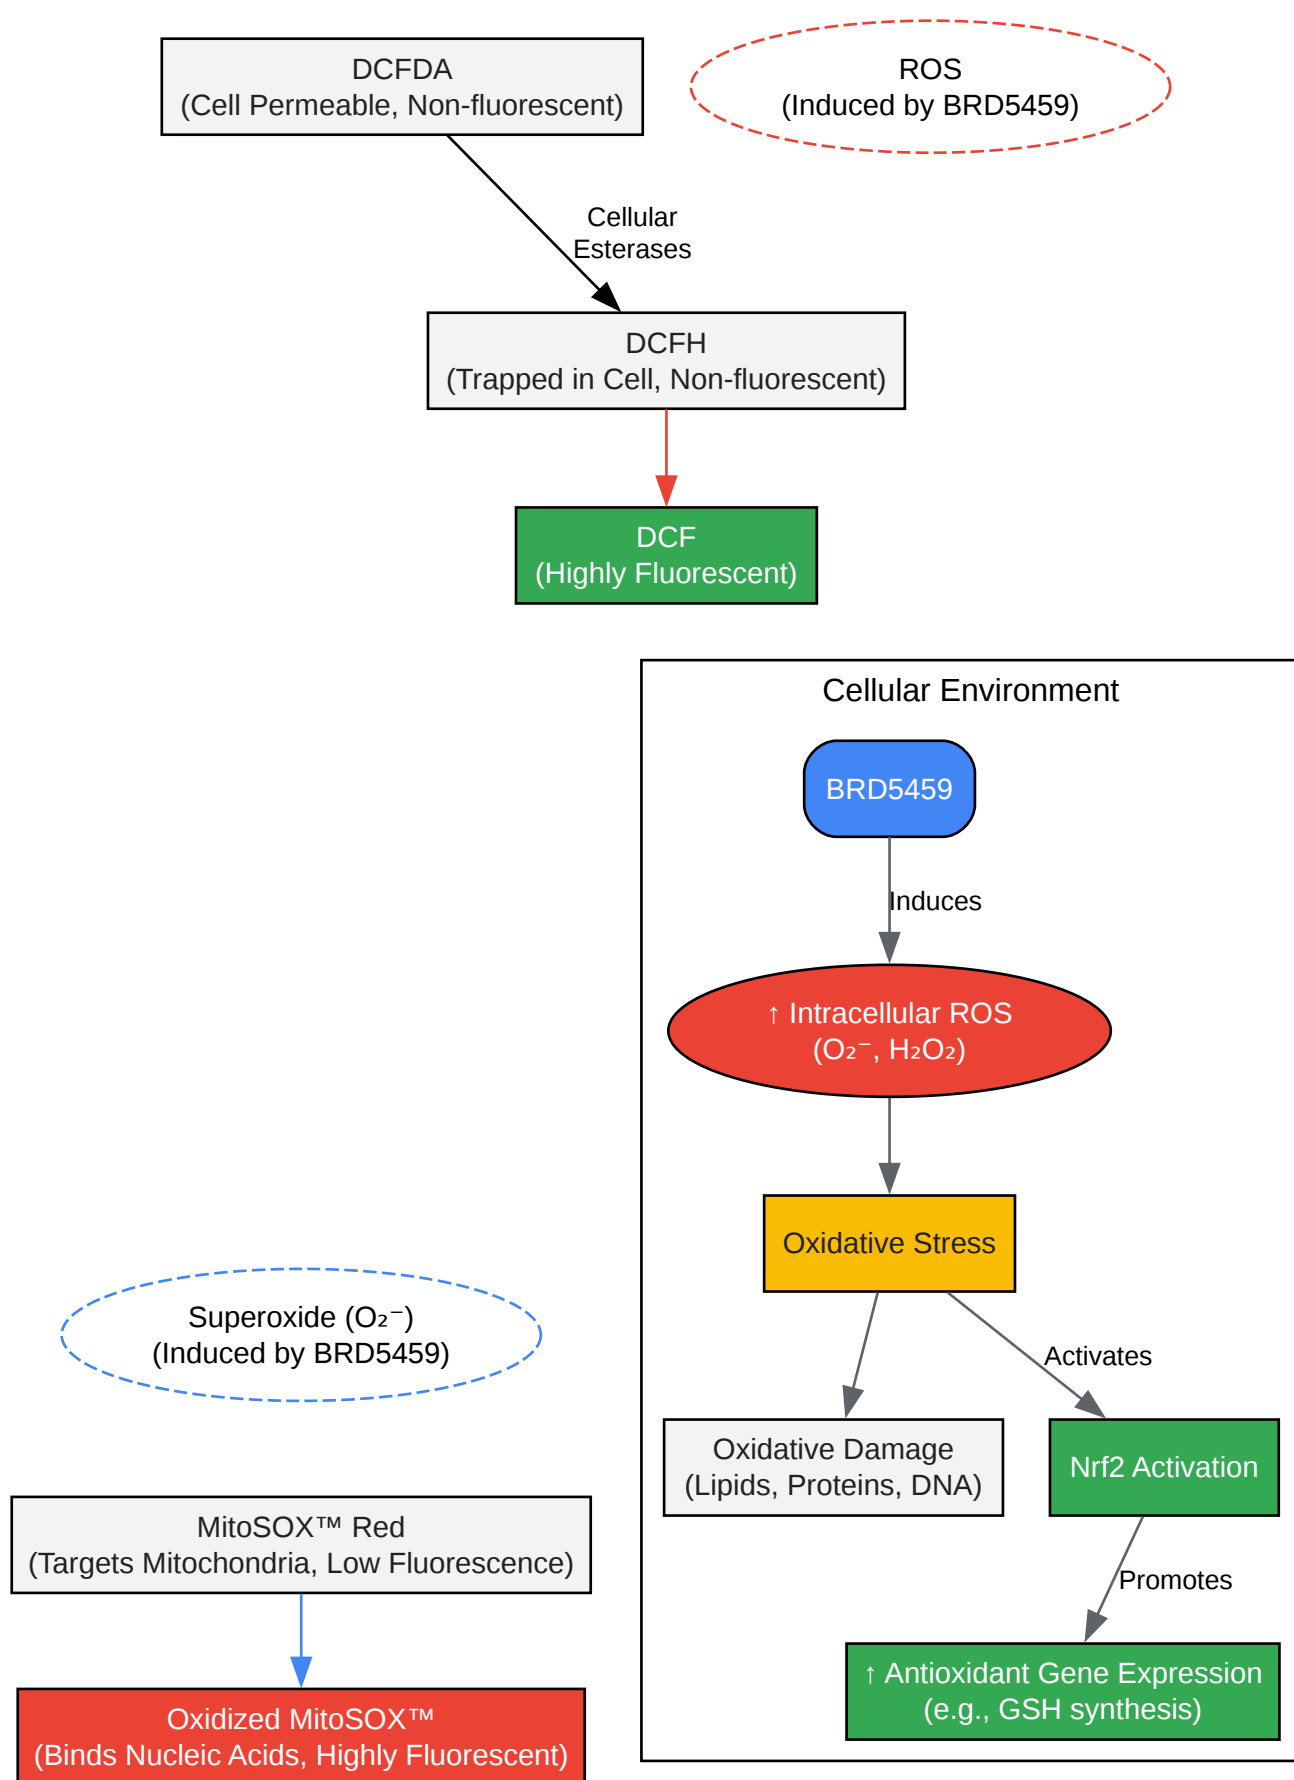 DCFDA
(Cell Permeable, Non-fluorescent)
ROS
(Induced by BRD5459)
Cellular
Esterases
DCFH
(Trapped in Cell, Non-fluorescent)
DCF
(Highly Fluorescent)
Cellular Environment
BRD5459
Induces
↑ Intracellular ROS
(O₂⁻, H₂O₂)
Oxidative Stress
Superoxide (O₂⁻)
(Induced by BRD5459)
Activates
Oxidative Damage
(Lipids, Proteins, DNA)
Nrf2 Activation
MitoSOX™ Red
(Targets Mitochondria, Low Fluorescence)
Promotes
↑ Antioxidant Gene Expression
(e.g., GSH synthesis)
Oxidized MitoSOX™
(Binds Nucleic Acids, Highly Fluorescent)